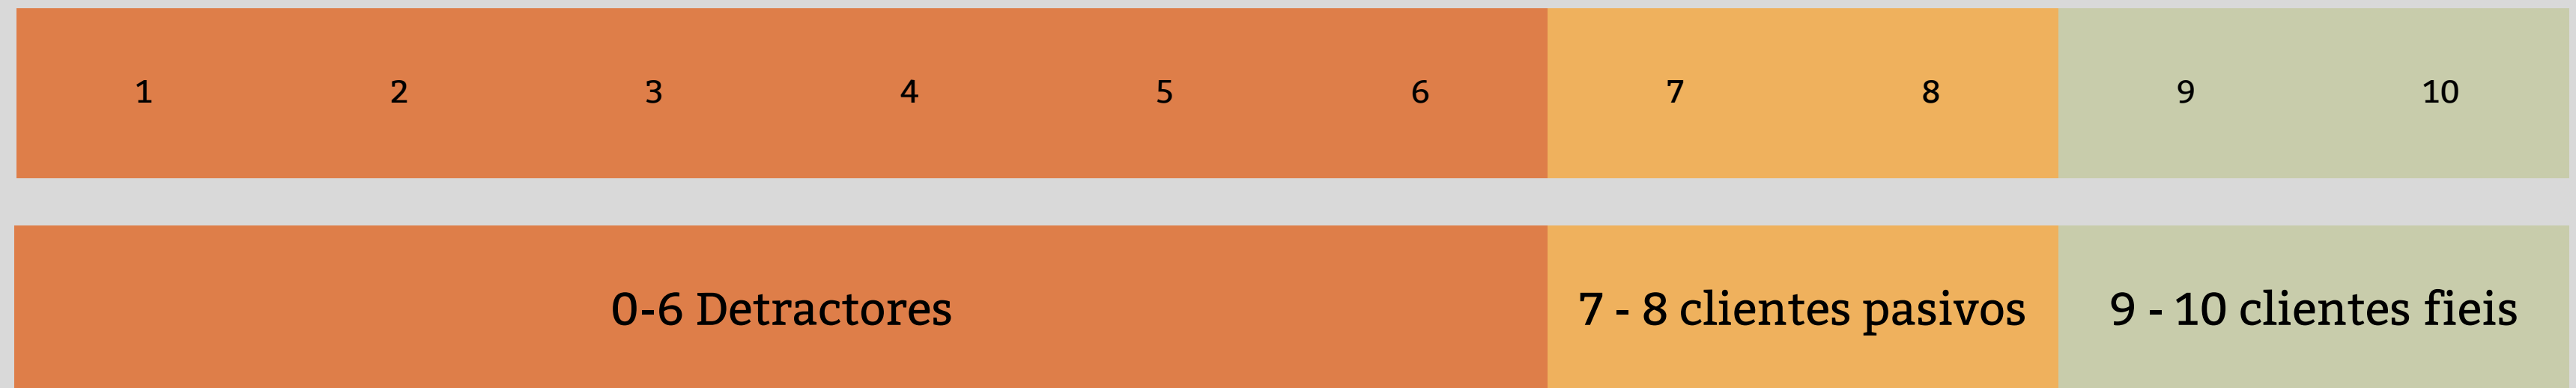 1 2 3 4 5 6 7 8 9 10
0-6 Detractores 7 - 8 clientes pasivos 9 - 10 clientes fieis